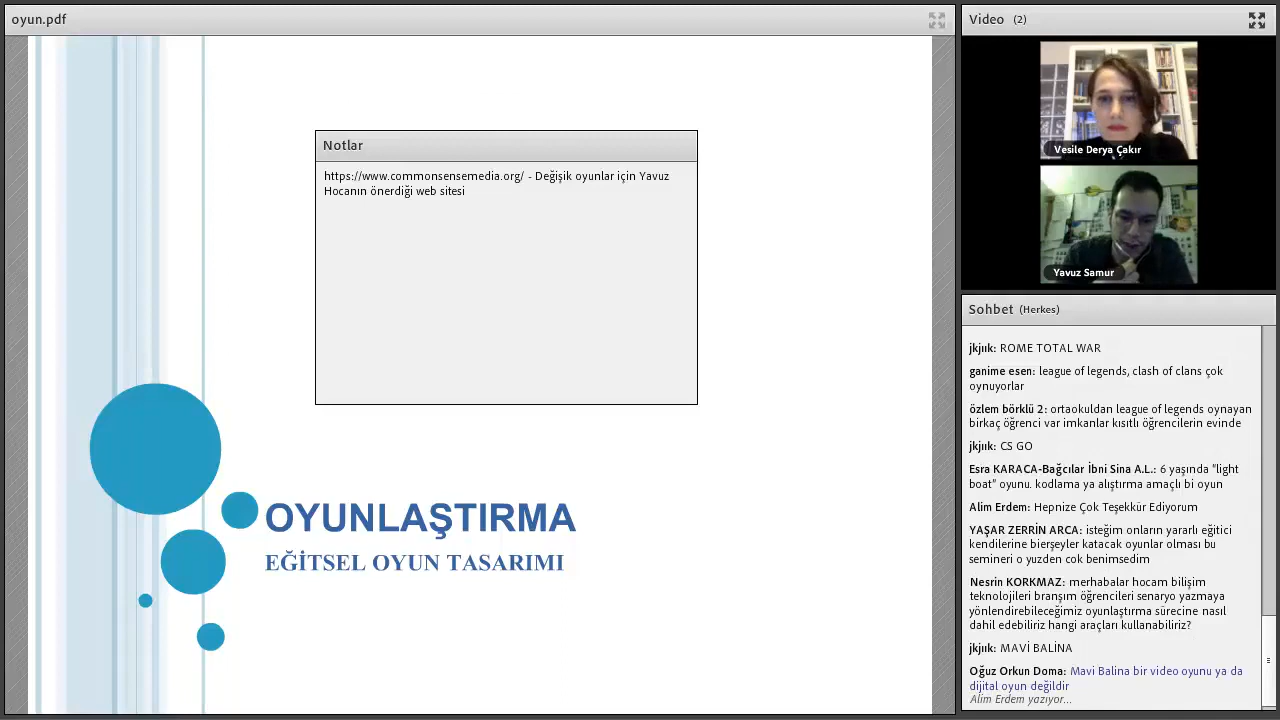 oyun.pdf
Notlar
https://www.commonsensemedia.org/ - Değişik oyunlar için Yavuz
Hocanın önerdiği web sitesi
OYUNLAŞTIRMA
EĞİTSEL OYUN TASARIMI
Video (2)
Vesile Derya Çakır
Yavuz Samur
Sohbet (Herkes)
jkjıık: ROME TOTAL WAR
ganime esen: league of legends, clash of clans çok
oynuyorlar
özlem börklü 2: ortaokuldan league of legends oynayan
birkaç öğrenci var imkanlar kısıtlı öğrencilerin evinde
jkjıık: CS GO
Esra KARACA-Bağcılar İbni Sina A.L.: 6 yaşında "light
boat" oyunu. kodlama ya alıştırma amaçlı bi oyun
Alim Erdem: Hepnize Çok Teşekkür Ediyorum
YAŞAR ZERRİN ARCA: isteğim onların yararlı eğitici
kendilerine bierşeyler katacak oyunlar olması bu
semineri o yuzden cok benimsedim
Nesrin KORKMAZ: merhabalar hocam bilişim
teknolojileri branşım öğrencileri senaryo yazmaya
yönlendirebileceğimiz oyunlaştırma sürecine nasıl
dahil edebiliriz hangi araçları kullanabiliriz?
jkjıık: MAVİ BALİNA
Oğuz Orkun Doma: Mavi Balina bir video oyunu ya da
dijital oyun değildir
Alim Erdem yazıyor...